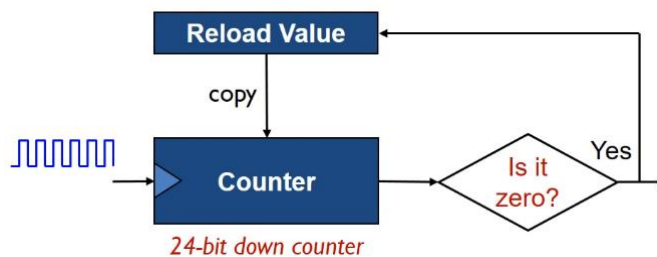 Reload Value
copy
Counter
24-bit down counter
Is it
zero?
Yes